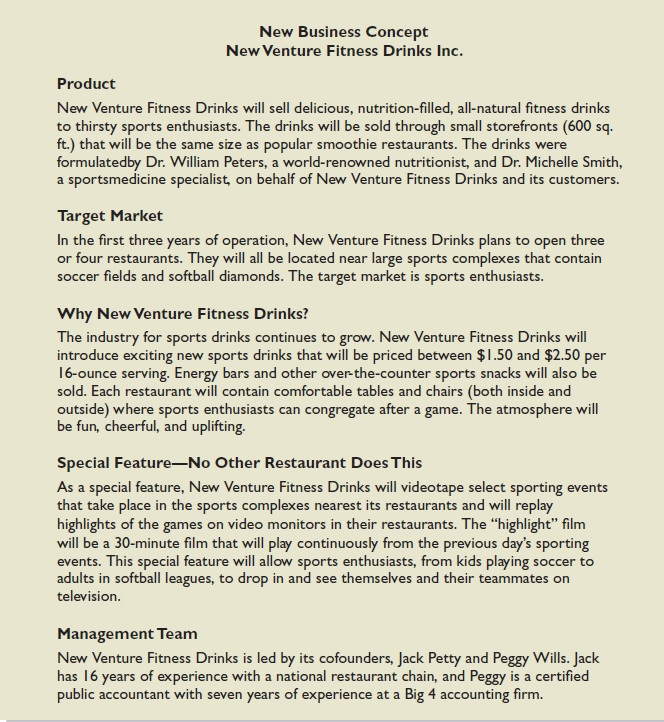 New Business Concept
New Venture Fitness Drinks Inc.
Product
New Venture Fitness Drinks will sell delicious, nutrition-filled, all-natural fitness drinks
to thirsty sports enthusiasts. The drinks will be sold through small storefronts (600 sq.
ft.) that will be the same size as popular smoothie restaurants. The drinks were
formulatedby Dr. William Peters, a world-renowned nutritionist, and Dr. Michelle Smith,
a sportsmedicine specialist, on behalf of New Venture Fitness Drinks and its customers.
Target Market
In the first three years of operation, New Venture Fitness Drinks plans to open three
or four restaurants. They will all be located near large sports complexes that contain
soccer fields and softball diamonds. The target market is sports enthusiasts.
Why New Venture Fitness Drinks?
The industry for sports drinks continues to grow. New Venture Fitness Drinks will
introduce exciting new sports drinks that will be priced between $1.50 and $2.50 per
16-ounce serving. Energy bars and other over-the-counter sports snacks will also be
sold. Each restaurant will contain comfortable tables and chairs (both inside and
outside) where sports enthusiasts can congregate after a game. The atmosphere will
be fun, cheerful, and uplifting.
Special Feature—No Other Restaurant Does This
As a special feature, New Venture Fitness Drinks will videotape select sporting events
that take place in the sports complexes nearest its restaurants and will replay
highlights of the games on video monitors in their restaurants. The “highlight” film
will be a 30-minute film that will play continuously from the previous day’s sporting
events. This special feature will allow sports enthusiasts, from kids playing soccer to
adults in softball leagues, to drop in and see themselves and their teammates on
television.
Management Team
New Venture Fitness Drinks is led by its cofounders, Jack Petty and Peggy Wills. Jack
has 16 years of experience with a national restaurant chain, and Peggy is a certified
public accountant with seven years of experience at a Big 4 accounting firm.